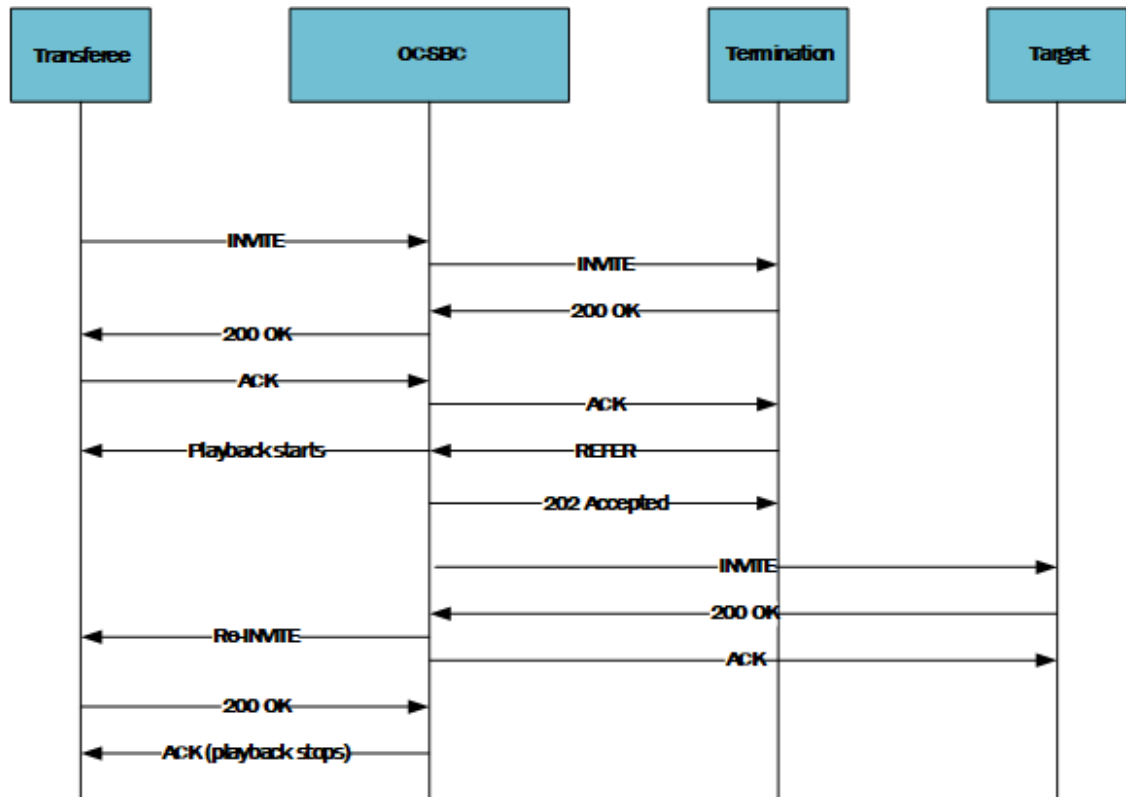 Transferee
OCSBC
Termination
Target
INVITE
INVITE
200 OK
200 OK
ACK
ACK
Playback starts
REFER
202 Accepted
INVITE
200 OK
Re-INVITE
ACK
200 OK
ACK (playback stops)